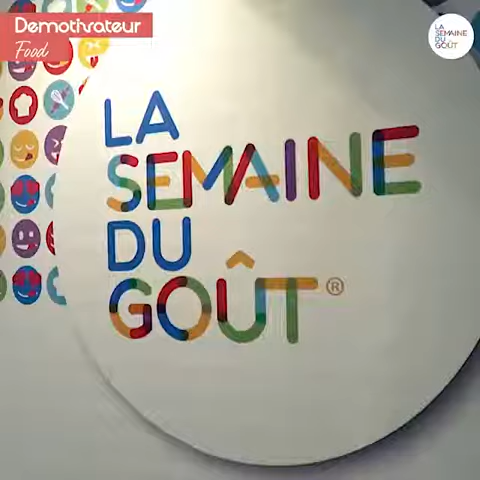 Demotivateur
Food
LA
SEMAINE
DU
GOÛT
LA
SEMAINE
DU
GOÛT®